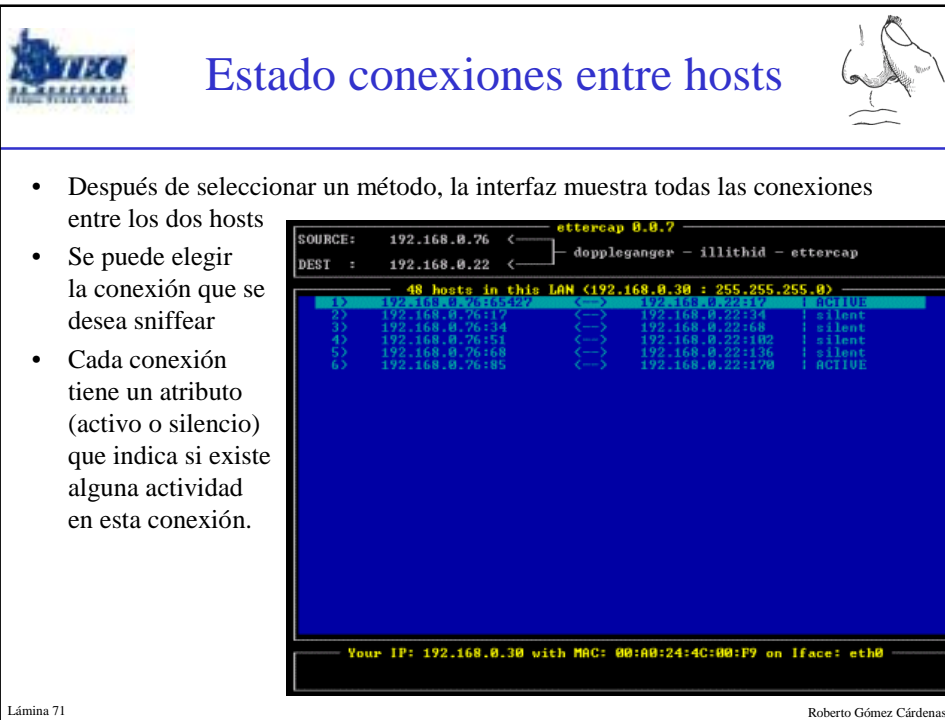 Estado conexiones entre hosts
• Después de seleccionar un método, la interfaz muestra todas las conexiones
entre los dos hosts
• Se puede elegir
la conexión que se
desea sniffear
• Cada conexión
tiene un atributo
(activo o silencio)
que indica si existe
alguna actividad
en esta conexión.
ettercap 0.0.7
SOURCE: 192.168.0.76 <
doppleganger - illithid - ettercap
DEST : 192.168.0.22 <
48 hosts in this LAN (192.168.0.30 : 255.255.255.0)
1) 192.168.0.76:65427 <--> 192.168.0.22:17 | ACTIVE
2) 192.168.0.76:17 <--> 192.168.0.22:34 | silent
3) 192.168.0.76:34 <--> 192.168.0.22:68 | silent
4) 192.168.0.76:51 <--> 192.168.0.22:102 | silent
5) 192.168.0.76:68 <--> 192.168.0.22:136 | silent
6) 192.168.0.76:85 <--> 192.168.0.22:170 | ACTIVE
Your IP: 192.168.0.30 with MAC: 00:A0:24:4C:00:F9 on Iface: eth0
Lámina 71
Roberto Gómez Cárdenas